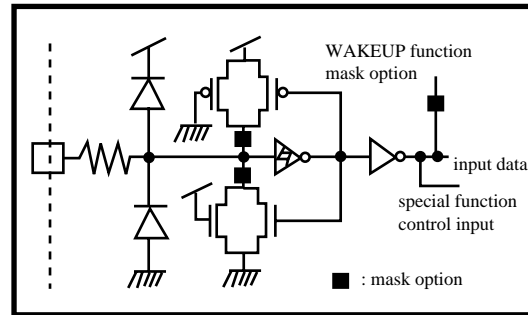 WAKEUP function
mask option
input data
special function
control input
: mask option